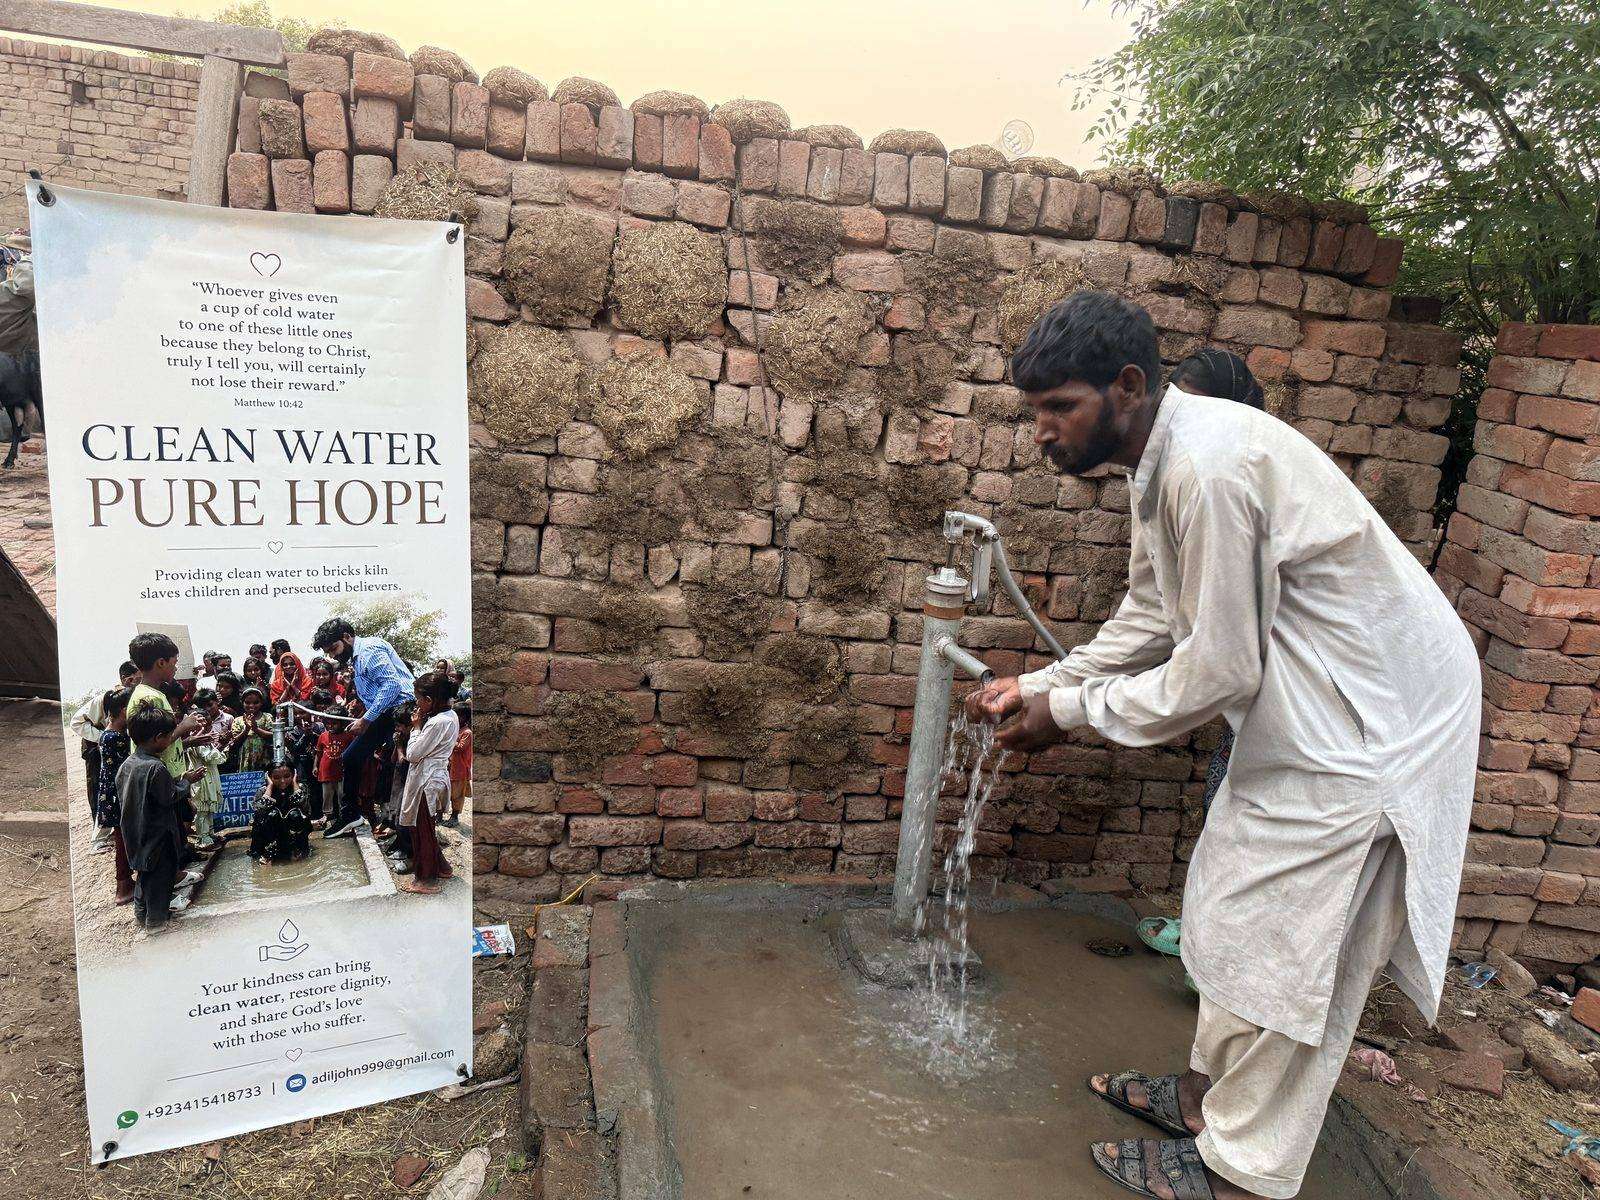 “Whoever gives even
a cup of cold water
to one of these little ones
because they belong to Christ,
truly I tell you, will certainly
not lose their reward.”
Matthew 10:42
CLEAN WATER
PURE HOPE
Providing clean water to bricks kiln
slaves children and persecuted believers.
WATER
Your kindness can bring
clean water, restore dignity,
and share God's love
with those who suffer.
+923415418733 | adiljohn999@gmail.com